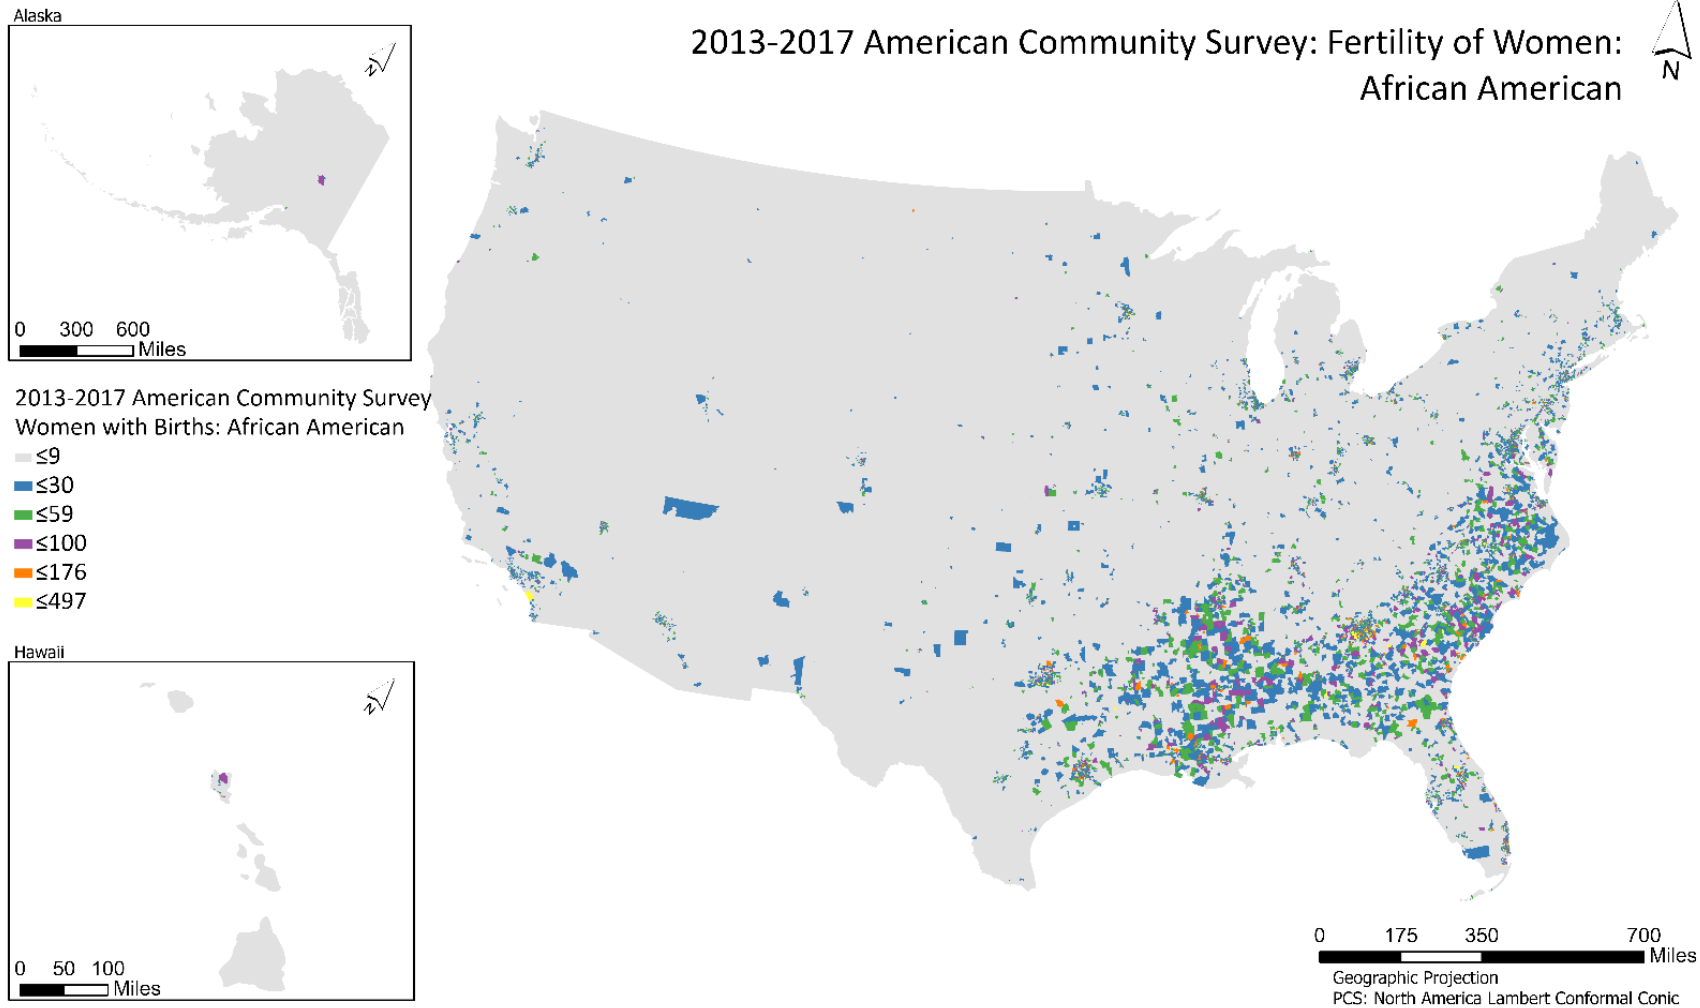 Alaska
N
0 300 600
Miles
2013-2017 American Community Survey: Fertility of Women:
African American
N
2013-2017 American Community Survey
Women with Births: African American
≤9
≤30
≤59
≤100
≤176
≤497
Hawaii
N
0 50 100
Miles
0 175 350 700
Miles
Geographic Projection
PCS: North America Lambert Conformal Conic